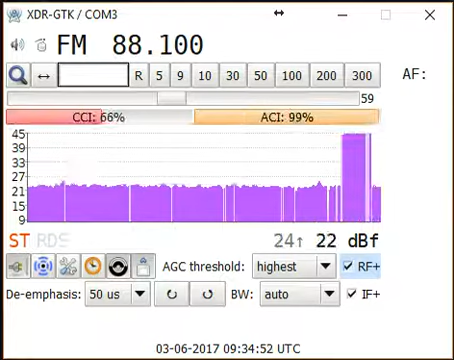 XDR-GTK / COM3
FM 88.100
R 5 9 10 30 50 100 200 300 AF:
59
CCI: 66% ACI: 99%
45
39
33
27
21
15
9
ST RDS 24↑ 22 dBf
AGC threshold: highest RF+
De-emphasis: 50 us BW: auto IF+
03-06-2017 09:34:52 UTC